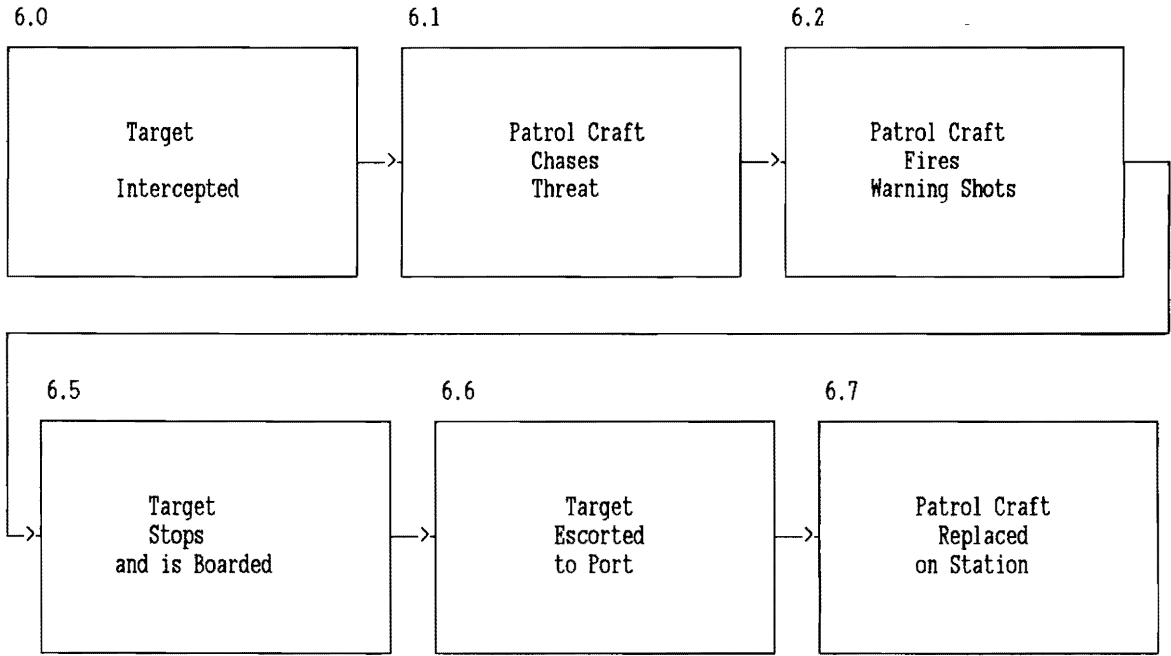 6.0
6.1
6.2
Target
Intercepted
Patrol Craft
Chases
Threat
Patrol Craft
Fires
Warning Shots
6.5
6.6
6.7
Target
Stops
and is Boarded
Target
Escorted
to Port
Patrol Craft
Replaced
on Station